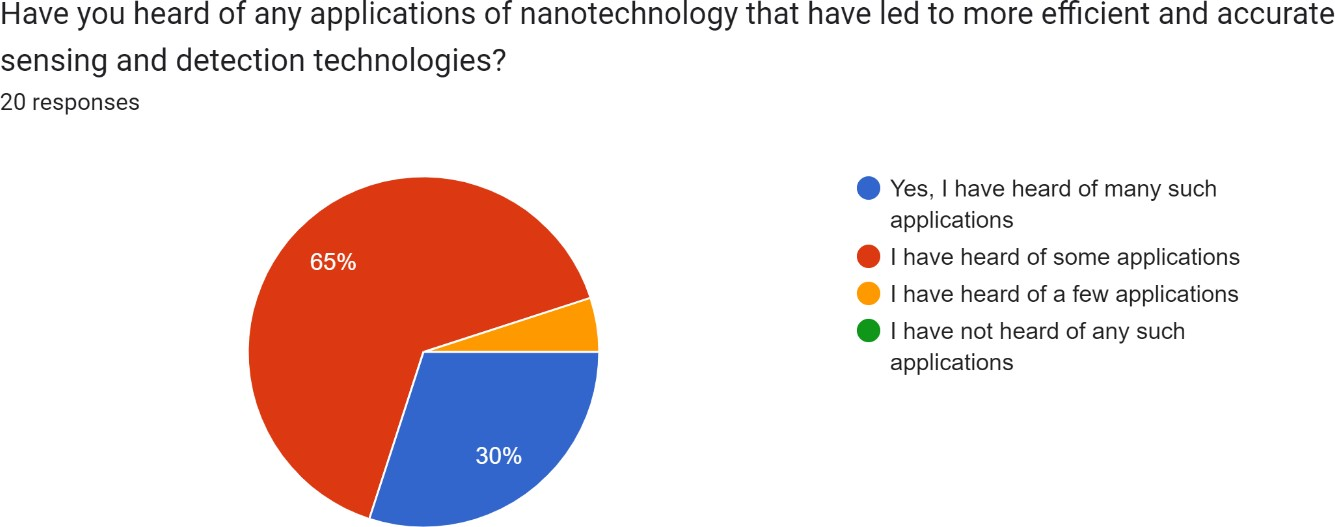 Have you heard of any applications of nanotechnology that have led to more efficient and accurate
sensing and detection technologies?
20 responses
65%
30%
Yes, I have heard of many such
applications
I have heard of some applications
I have heard of a few applications
I have not heard of any such
applications